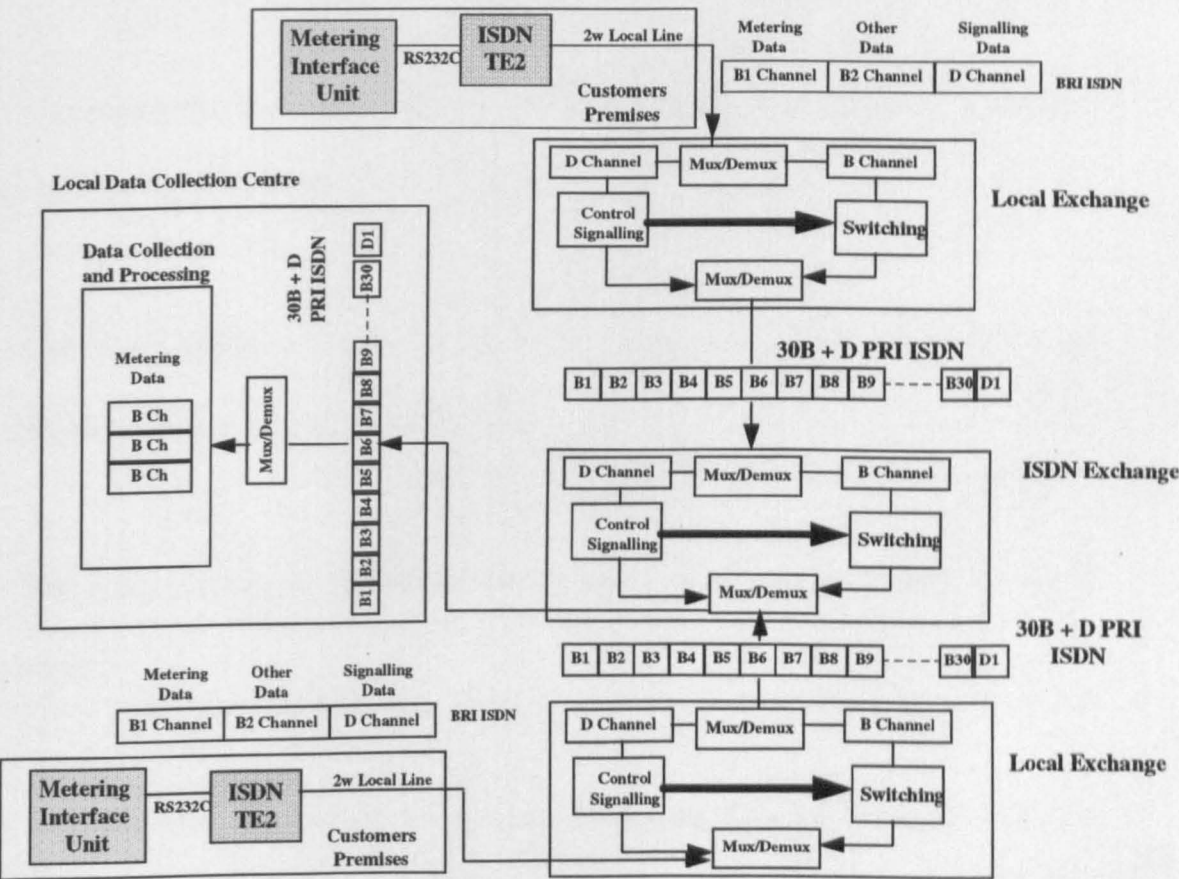 Metering
Interface
Unit
RS232C
ISDN
TE2
2w Local Line
Customers
Premises
Metering
Data
Other
Data
Signalling
Data
B1 Channel
B2 Channel
D Channel
BRI ISDN
D Channel
Mux/Demux
B Channel
Control
Signalling
Switching
Mux/Demux
Local Exchange
Local Data Collection Centre
Data Collection
and Processing
30B + D
PRI ISDN
Metering
Data
B Ch
B Ch
B Ch
Mux/Demux
D1
B30
B9
B8
B7
B6
B5
B4
B3
B2
B1
30B + D PRI ISDN
B1 B2 B3 B4 B5 B6 B7 B8 B9 B30 D1
D Channel
Mux/Demux
B Channel
Control
Signalling
Switching
Mux/Demux
ISDN Exchange
30B + D PRI
ISDN
B1 B2 B3 B4 B5 B6 B7 B8 B9 B30 D1
D Channel
Mux/Demux
B Channel
Control
Signalling
Switching
Mux/Demux
Local Exchange
Metering
Data
Other
Data
Signalling
Data
B1 Channel
B2 Channel
D Channel
BRI ISDN
Metering
Interface
Unit
RS232C
ISDN
TE2
2w Local Line
Customers
Premises